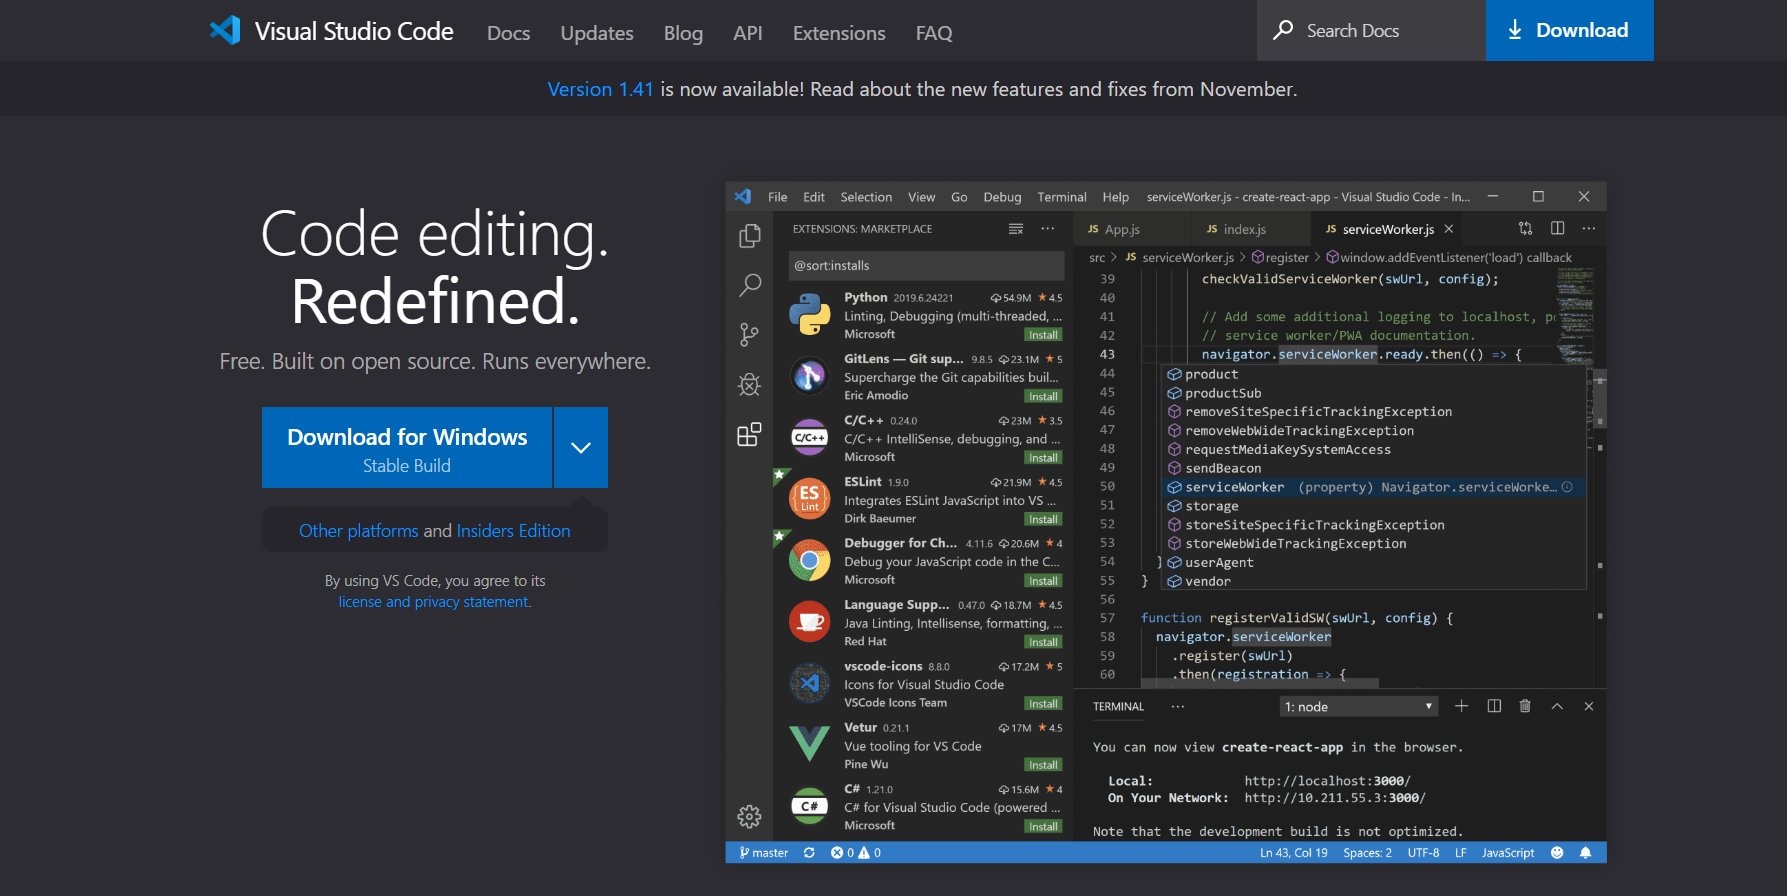 Visual Studio Code Docs Updates Blog API Extensions FAQ Search Docs Download
Version 1.41 is now available! Read about the new features and fixes from November.
Code editing.
Redefined.
Free. Built on open source. Runs everywhere.
Download for Windows
Stable Build
Other platforms and Insiders Edition
By using VS Code, you agree to its
license and privacy statement.
File Edit Selection View Go Debug Terminal Help serviceWorker.js - create-react-app - Visual Studio Code - In...
EXTENSIONS: MARKETPLACE
@sort:installs
Python 2019.6.24221 54.9M ★ 4.5
Linting, Debugging (multi-threaded, ...
Microsoft Install
GitLens — Git sup... 9.8.5 23.1M ★ 5
Supercharge the Git capabilities buil...
Eric Amodio Install
C/C++
C/C++ 0.24.0 23M ★ 3.5
C/C++ IntelliSense, debugging, and ...
Microsoft Install
ES
Lint
ESLint 1.9.0 21.9M ★ 4.5
Integrates ESLint JavaScript into VS ...
Dirk Baeumer Install
Debugger for Ch... 4.11.6 20.6M ★ 4
Debug your JavaScript code in the C...
Microsoft Install
Language Supp... 0.47.0 18.7M ★ 4.5
Java Linting, Intellisense, formatting, ...
Red Hat Install
vscode-icons 8.8.0 17.2M ★ 5
Icons for Visual Studio Code
VSCode Icons Team Install
Vetur 0.21.1 17M ★ 4.5
Vue tooling for VS Code
Pine Wu Install
C#
C# 1.21.0 15.6M ★ 4
C# for Visual Studio Code (powered ...
Microsoft Install
JS App.js JS index.js JS serviceWorker.js
src > JS serviceWorker.js > register > window.addEventListener('load') callback
39 checkValidServiceWorker(swUrl, config);
40
41 // Add some additional logging to localhost, po
42 // service worker/PWA documentation.
43 navigator.serviceWorker.ready.then(() => {
44 product
45 productSub
46 removeSiteSpecificTrackingException
47 removeWebWideTrackingException
48 requestMediaKeySystemAccess
49 sendBeacon
50 serviceWorker (property) Navigator.serviceWorke...
51 storage
52 storeSiteSpecificTrackingException
53 storeWebWideTrackingException
54 } userAgent
55 } vendor
56
57 function registerValidSW(swUrl, config) {
58 navigator.serviceWorker
59 .register(swUrl)
60 .then(registration => {
TERMINAL ... 1: node
You can now view create-react-app in the browser.
Local: http://localhost:3000/
On Your Network: http://10.211.55.3:3000/
Note that the development build is not optimized.
master 0 0 Ln 43, Col 19 Spaces: 2 UTF-8 LF JavaScript